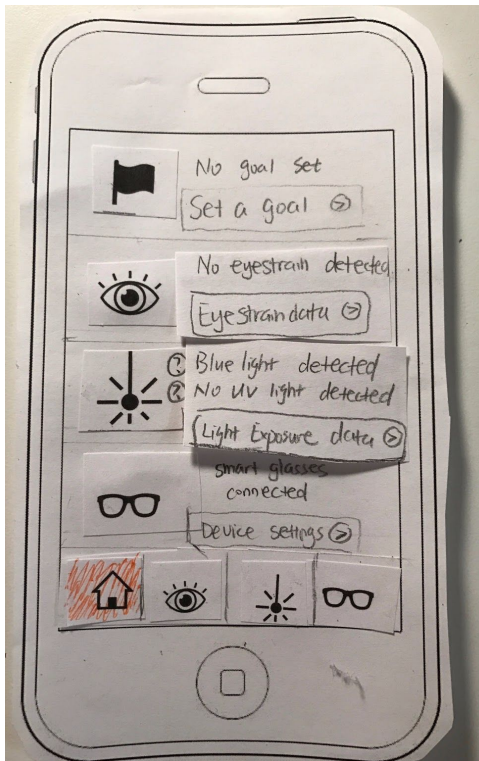 No goal set
Set a goal >
No eyestrain detected
Eyestrain data >
? Blue light detected
? No UV light detected
Light Exposure data >
smart glasses
connected
Device settings >